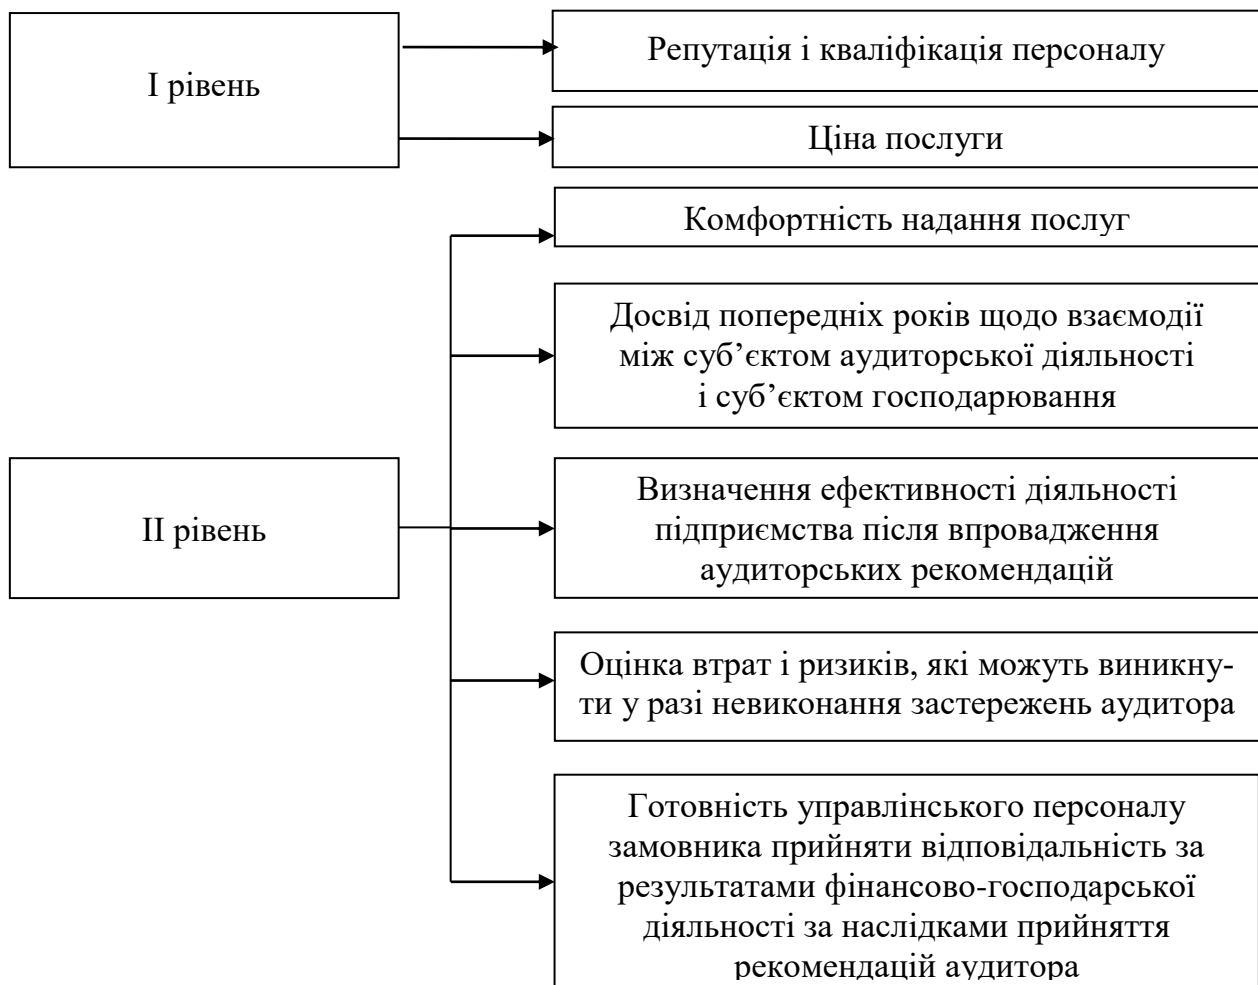 І рівень
Репутація і кваліфікація персоналу
Ціна послуги
Комфортність надання послуг
Досвід попередніх років щодо взаємодії
між суб’єктом аудиторської діяльності
і суб’єктом господарювання
ІІ рівень
Визначення ефективності діяльності
підприємства після впровадження
аудиторських рекомендацій
Оцінка втрат і ризиків, які можуть виникну-
ти у разі невиконання застережень аудитора
Готовність управлінського персоналу
замовника прийняти відповідальність за
результатами фінансово-господарської
діяльності за наслідками прийняття
рекомендацій аудитора